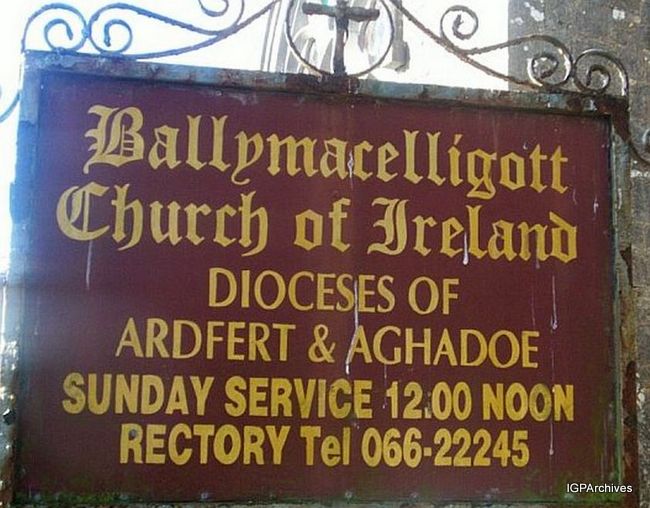 Ballymacelligott
Church of Ireland
DIOCESES OF
ARDFERT & AGHADOE
SUNDAY SERVICE 12.00 NOON
RECTORY Tel 066-22245
IGPArchives